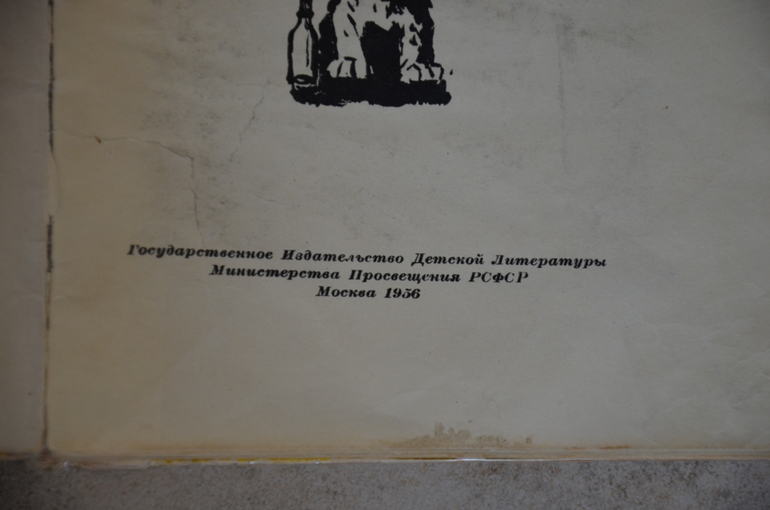 Государственное Издательство Детской Литературы
Министерства Просвещения РСФСР
Москва 1956